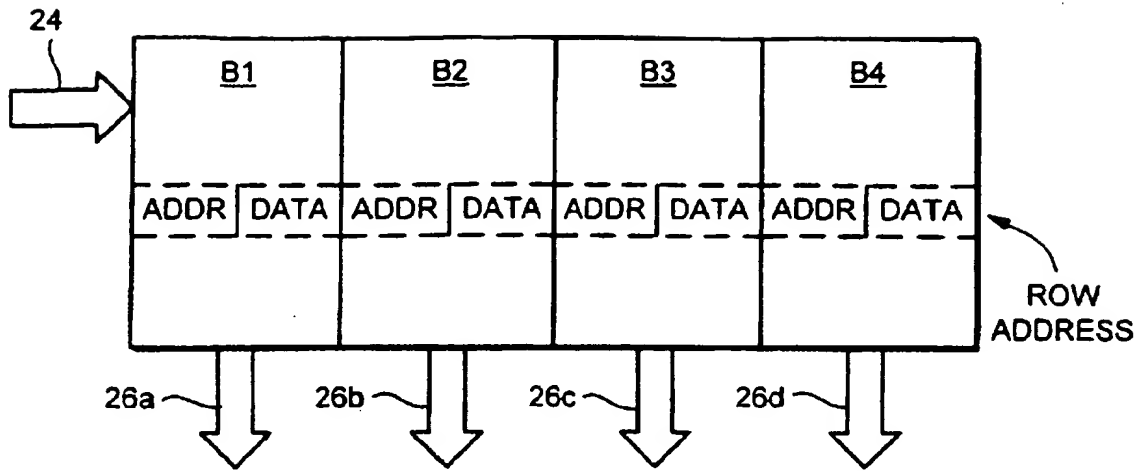 24
B1 B2 B3 B4
ADDR DATA ADDR DATA ADDR DATA ADDR DATA
ROW
ADDRESS
26a 26b 26c 26d